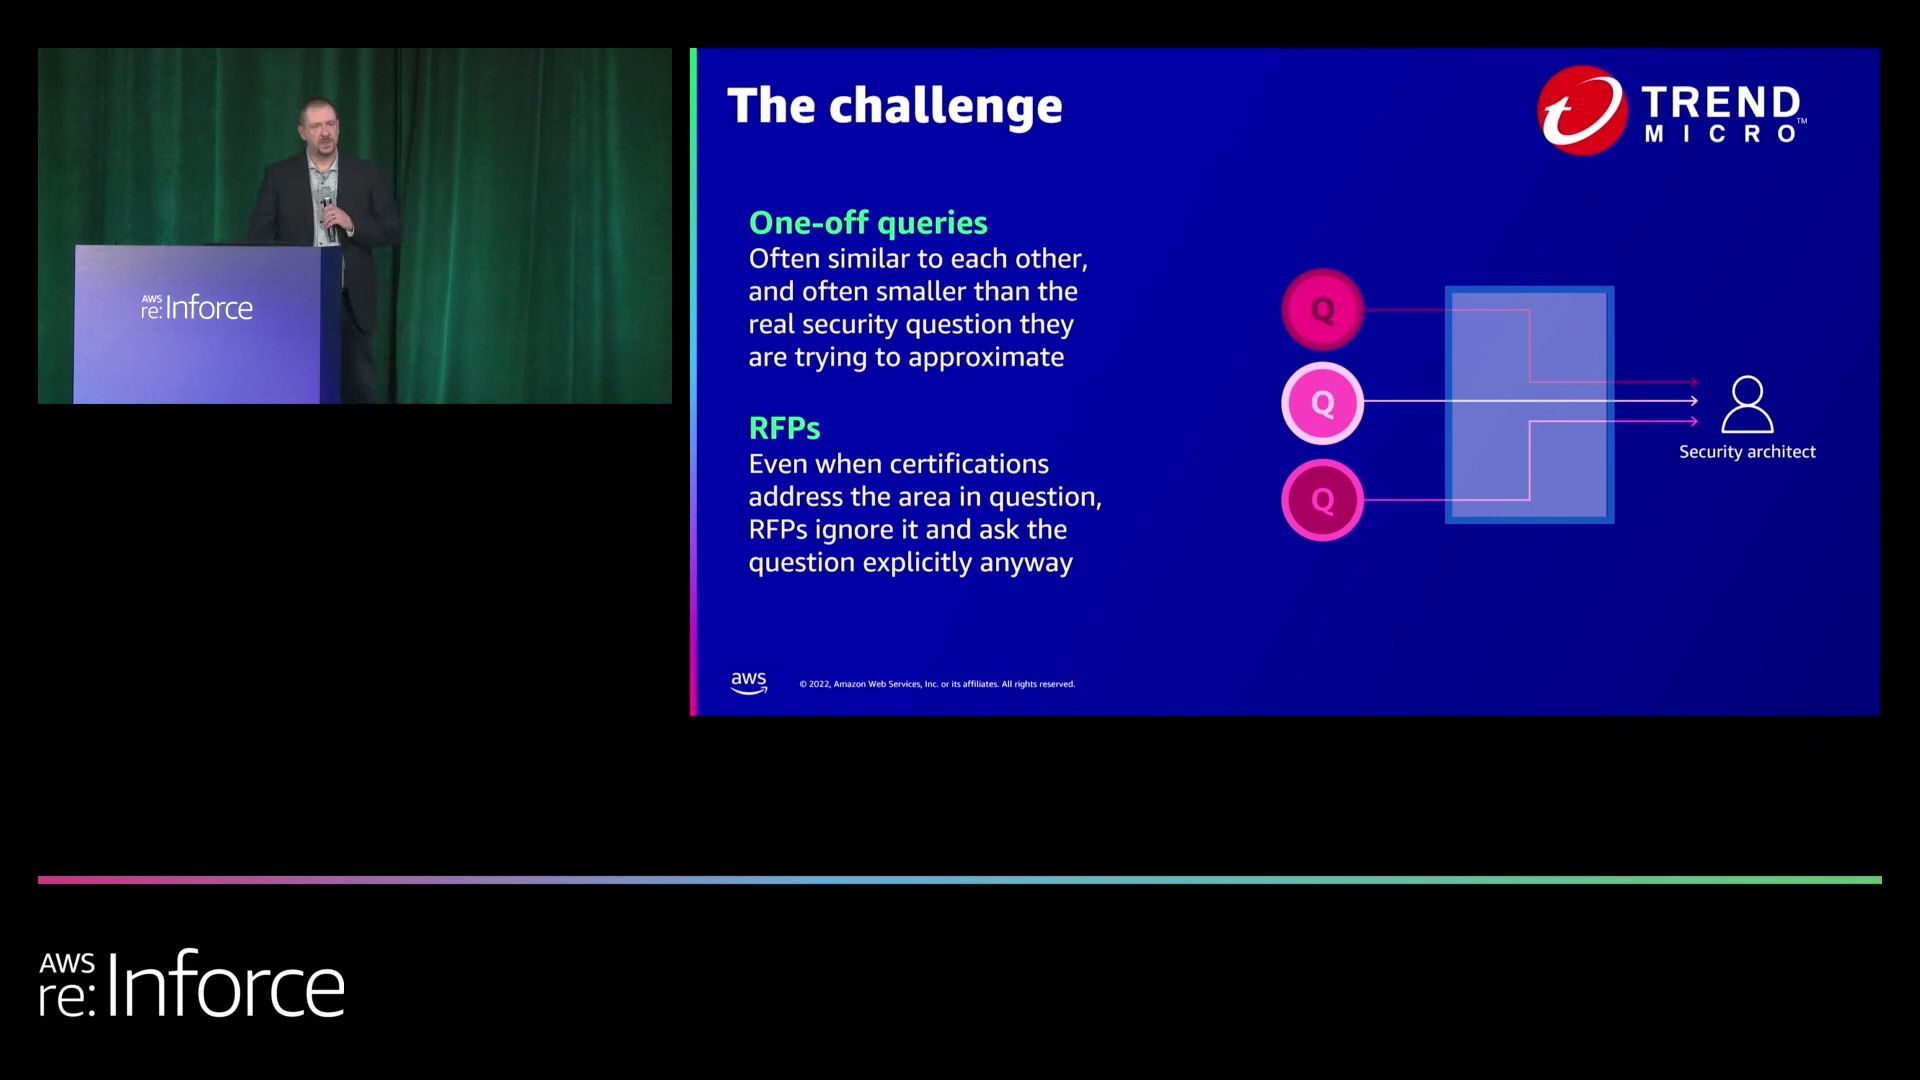 AWS
re:Inforce
The challenge
TREND
MICRO™
One-off queries
Often similar to each other,
and often smaller than the
real security question they
are trying to approximate
RFPs
Even when certifications
address the area in question,
RFPs ignore it and ask the
question explicitly anyway
Q
Q
Q
Security architect
aws
© 2022, Amazon Web Services, Inc. or its affiliates. All rights reserved.
AWS
re:Inforce